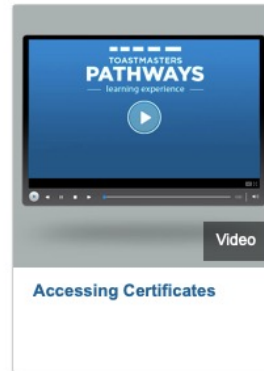 TOASTMASTERS
PATHWAYS
learning experience
Video
Accessing Certificates